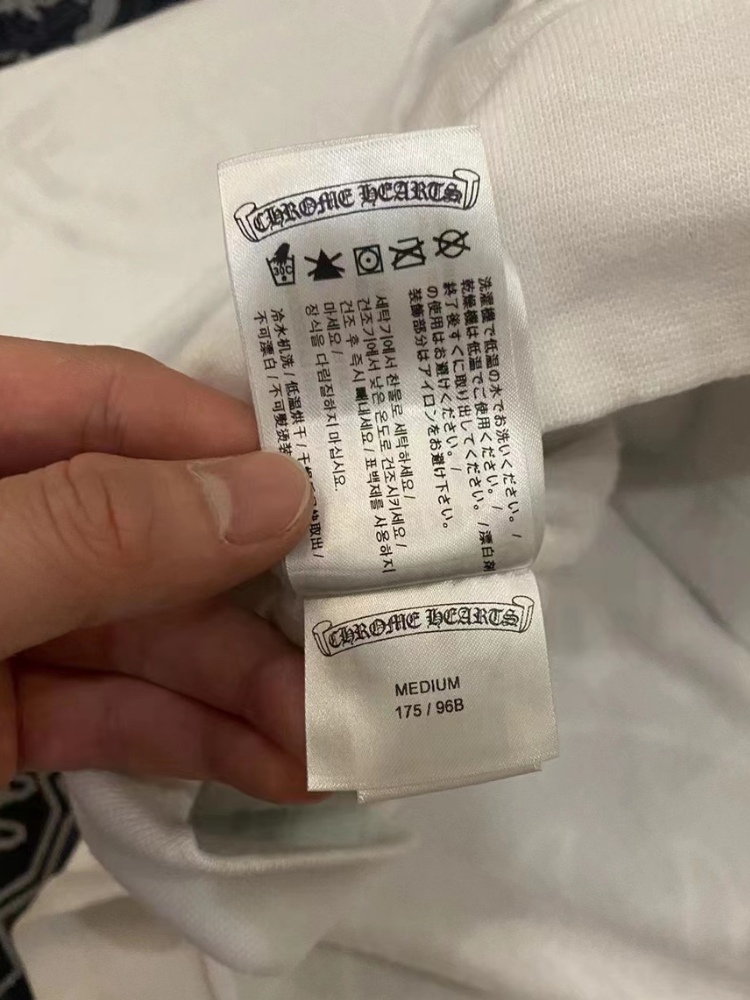 CHROME HEARTS
30C
洗濯機で低温の水でお洗いください。/
乾燥機は低温でご使用ください。/
終了後すぐに取り出してください。/漂白剤
の使用はお避けください。/
装飾部分はアイロンをお避け下さい。
세탁기에서 찬물로 세탁하세요/
건조기에서 낮은 온도로 건조시키세요/
건조 후 즉시 빼내세요/표백제를 사용하지
마세요/
장식을 다림질하지 마십시요.
冷水机洗/低温烘干/干 取出/
不可漂白/不可熨烫装
CHROME HEARTS
MEDIUM
175 / 96B